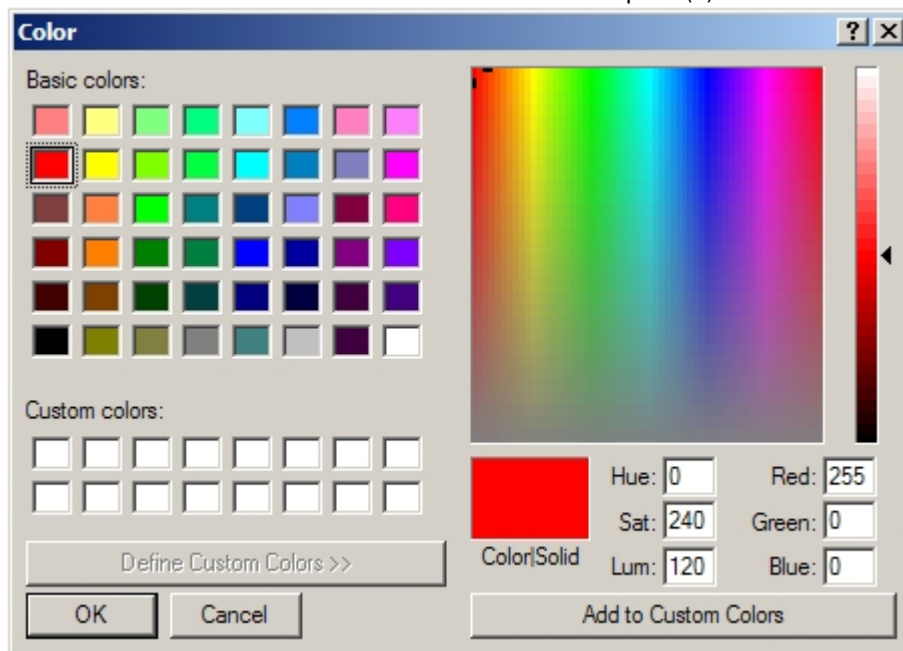 Color
Basic colors:
Custom colors:
Define Custom Colors >>
OK Cancel
Color|Solid
Hue: 0 Red: 255
Sat: 240 Green: 0
Lum: 120 Blue: 0
Add to Custom Colors